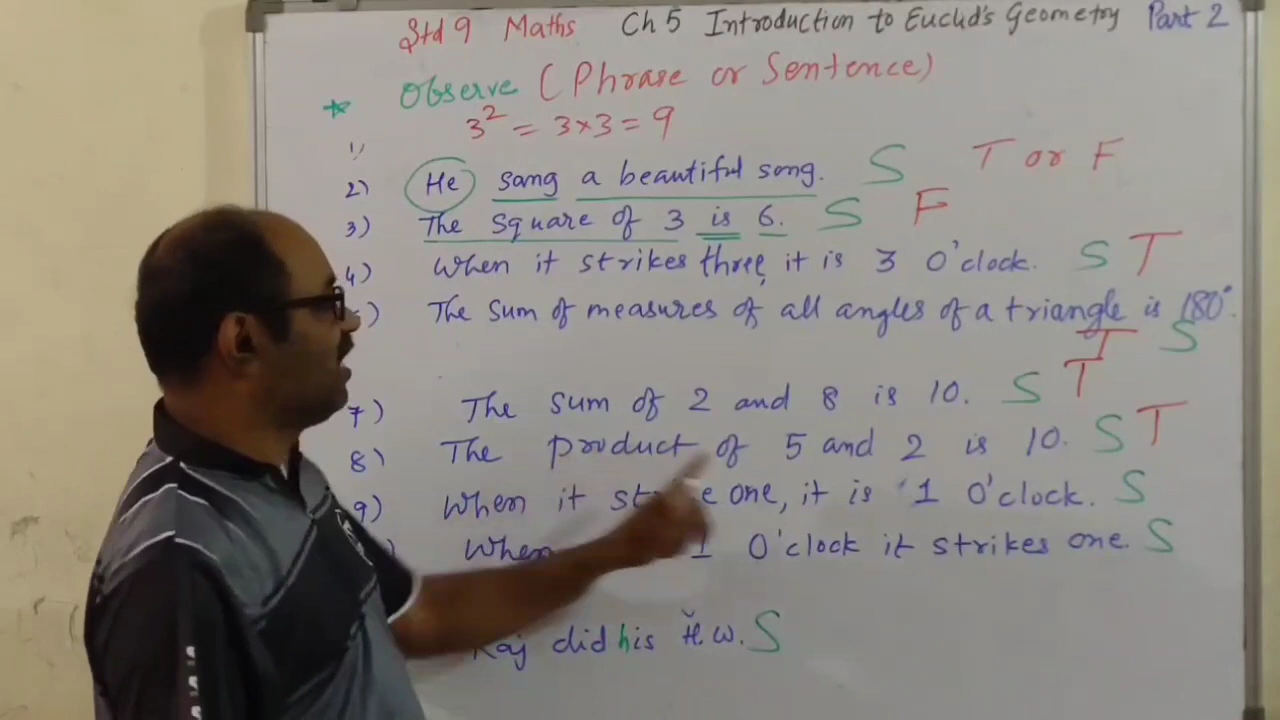 Std 9 Maths Ch 5 Introduction to Euclid's Geometry Part 2
* Observe (Phrase or Sentence)
3² = 3×3 = 9
1)
2) He sang a beautiful song. S T or F
3) The square of 3 is 6. S F
4) When it strikes three, it is 3 O'clock. S T
) The sum of measures of all angles of a triangle is 180°.
T S
7) The sum of 2 and 8 is 10. S T
8) The product of 5 and 2 is 10. S T
9) When it one, it is 1 O'clock. S
) When 1 O'clock it strikes one. S
Raj did his H.W. S